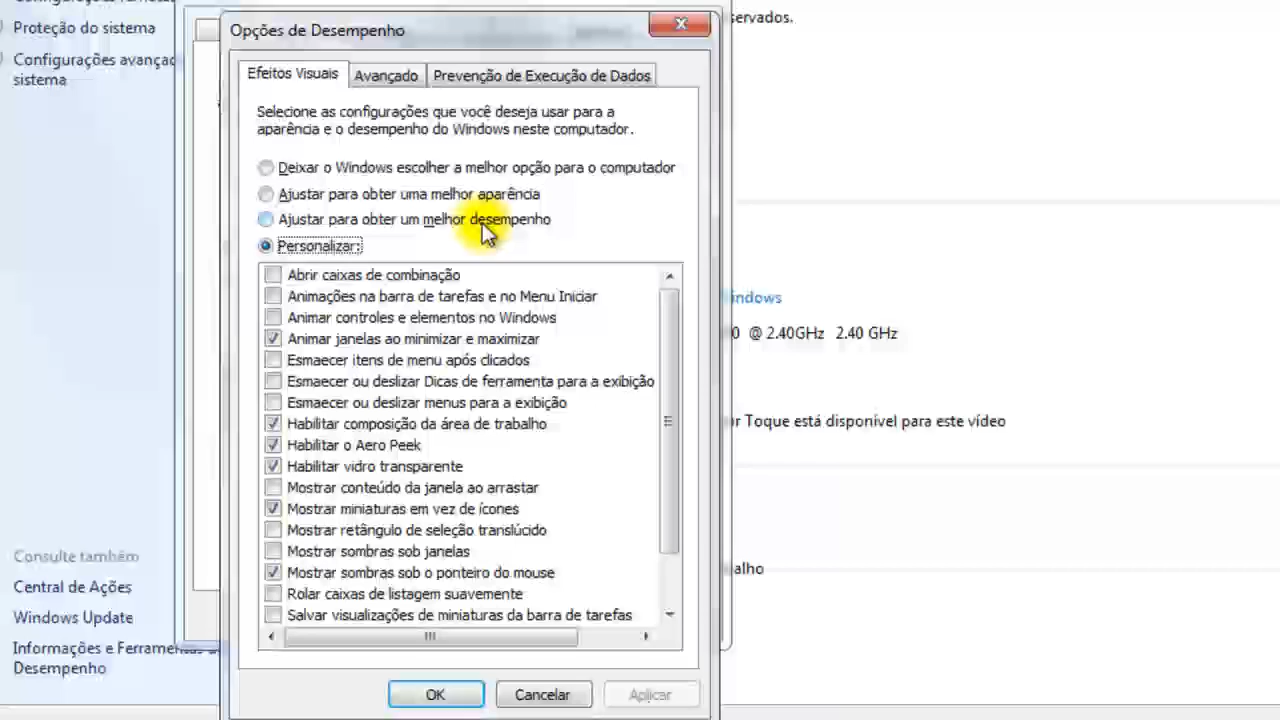 Configurações remotas
Proteção do sistema
Configurações avançad
sistema
Consulte também
Central de Ações
Windows Update
Informações e Ferramentas
Desempenho
Opções de Desempenho
Efeitos Visuais
Avançado
Prevenção de Execução de Dados
Selecione as configurações que você deseja usar para a
aparência e o desempenho do Windows neste computador.
Deixar o Windows escolher a melhor opção para o computador
Ajustar para obter uma melhor aparência
Ajustar para obter um melhor desempenho
Personalizar:
Abrir caixas de combinação
Animações na barra de tarefas e no Menu Iniciar
Animar controles e elementos no Windows
Animar janelas ao minimizar e maximizar
Esmaecer itens de menu após clicados
Esmaecer ou deslizar Dicas de ferramenta para a exibição
Esmaecer ou deslizar menus para a exibição
Habilitar composição da área de trabalho
Habilitar o Aero Peek
Habilitar vidro transparente
Mostrar conteúdo da janela ao arrastar
Mostrar miniaturas em vez de ícones
Mostrar retângulo de seleção translúcido
Mostrar sombras sob janelas
Mostrar sombras sob o ponteiro do mouse
Rolar caixas de listagem suavemente
Salvar visualizações de miniaturas da barra de tarefas
OK
Cancelar
Aplicar
servados.
indows
0 @ 2.40GHz 2.40 GHz
r Toque está disponível para este vídeo
alho